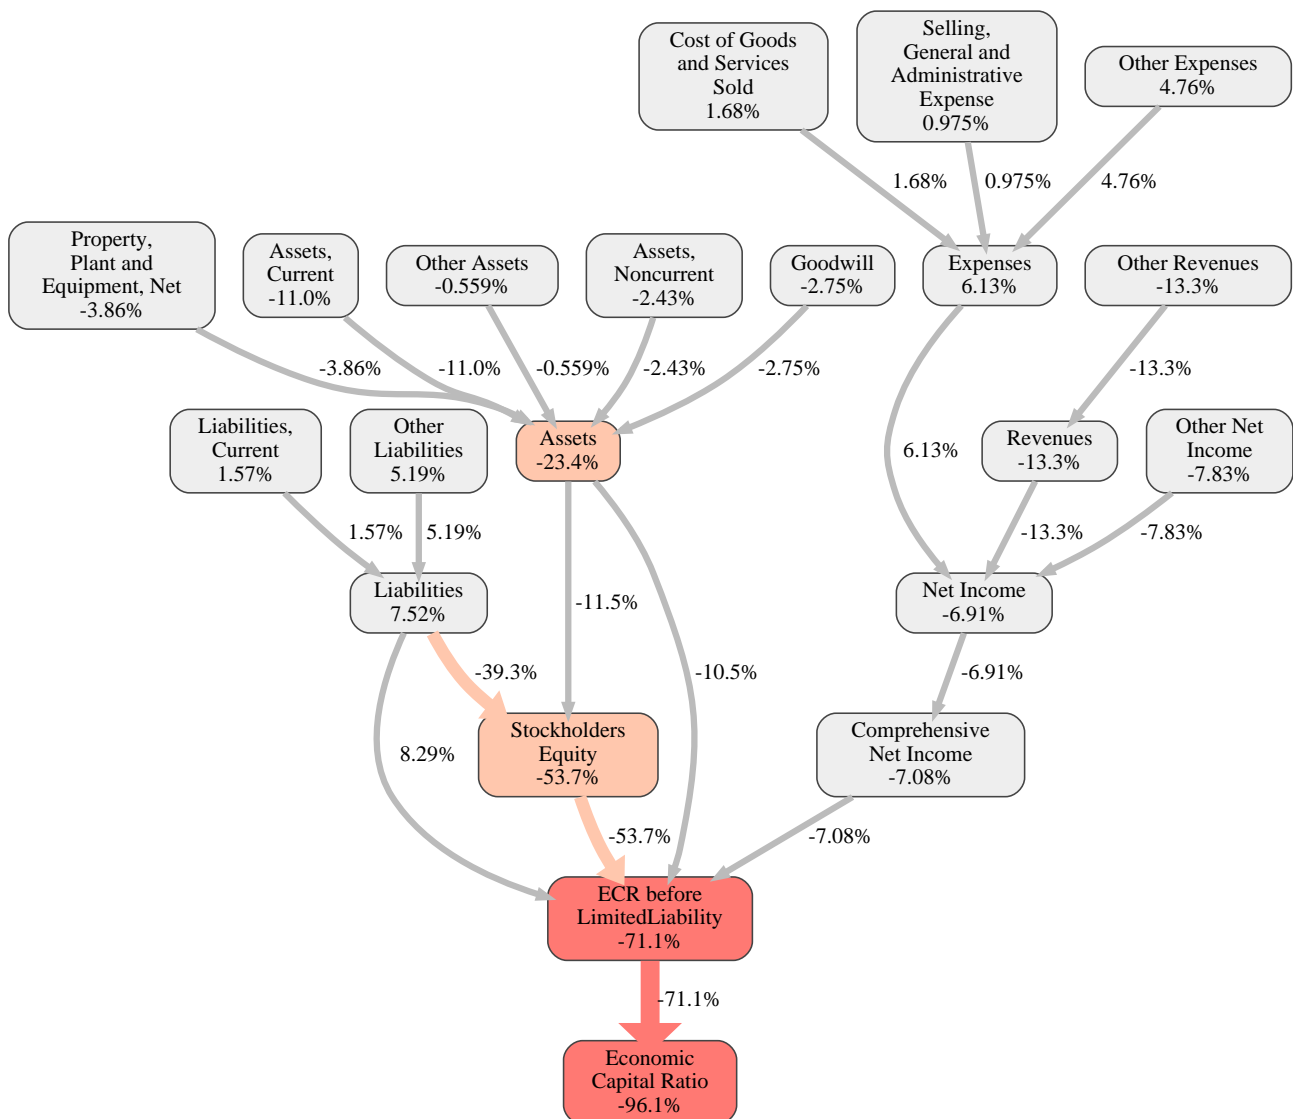 Cost of Goods
and Services
Sold
1.68%
Selling,
General and
Administrative
Expense
0.975%
Other Expenses
4.76%
1.68%
0.975%
4.76%
Property,
Plant and
Equipment, Net
-3.86%
Assets,
Current
-11.0%
Other Assets
-0.559%
Assets,
Noncurrent
-2.43%
Goodwill
-2.75%
Expenses
6.13%
Other Revenues
-13.3%
-3.86%
-11.0%
-0.559%
-2.43%
-2.75%
-13.3%
Liabilities,
Current
1.57%
Other
Liabilities
5.19%
Assets
-23.4%
6.13%
Revenues
-13.3%
Other Net
Income
-7.83%
1.57%
5.19%
-13.3%
-7.83%
Liabilities
7.52%
-11.5%
Net Income
-6.91%
-39.3%
-10.5%
-6.91%
8.29%
Stockholders
Equity
-53.7%
Comprehensive
Net Income
-7.08%
-53.7%
-7.08%
ECR before
LimitedLiability
-71.1%
-71.1%
Economic
Capital Ratio
-96.1%